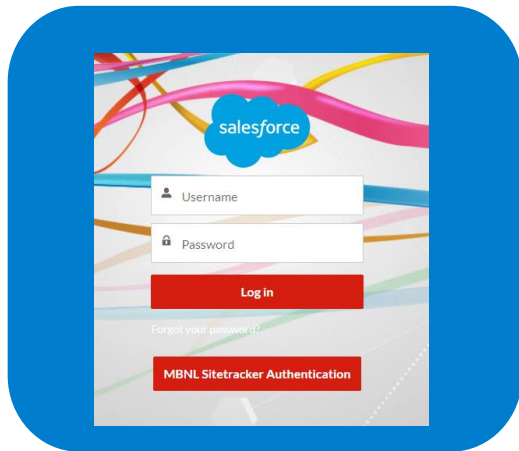 salesforce
Username
Password
Log in
Forgot your password?
MBNL Sitetracker Authentication